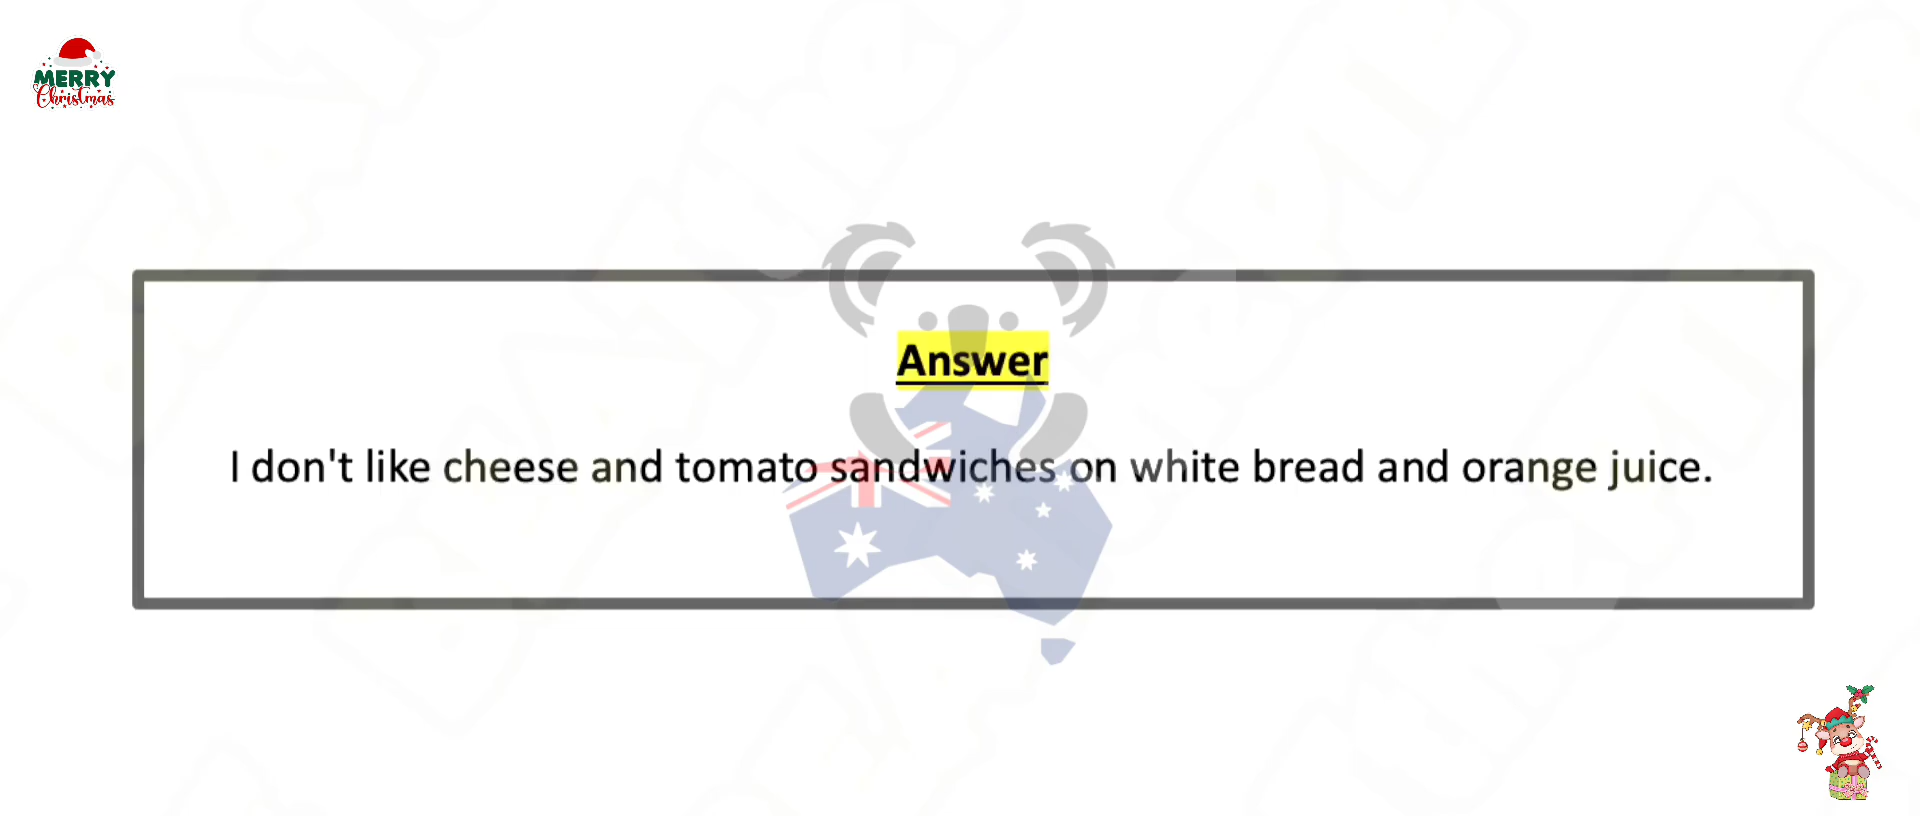 MERRY
Christmas
Answer
I don't like cheese and tomato sandwiches on white bread and orange juice.